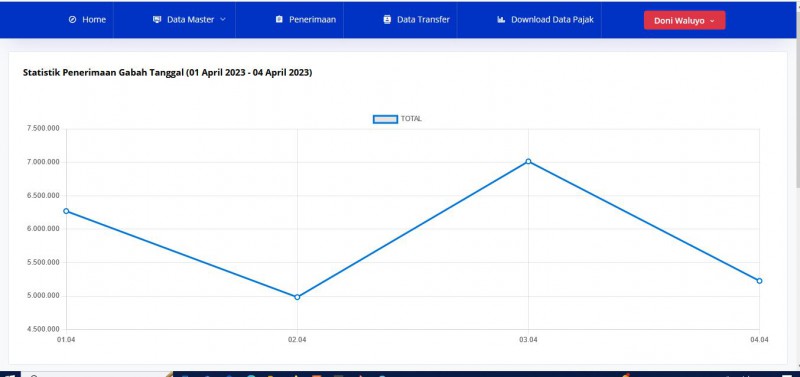 Home Data Master Penerimaan Data Transfer Download Data Pajak Doni Waluyo
Statistik Penerimaan Gabah Tanggal (01 April 2023 - 04 April 2023)
TOTAL
7.500.000
7.000.000
6.500.000
6.000.000
5.500.000
5.000.000
4.500.000
01.04 02.04 03.04 04.04